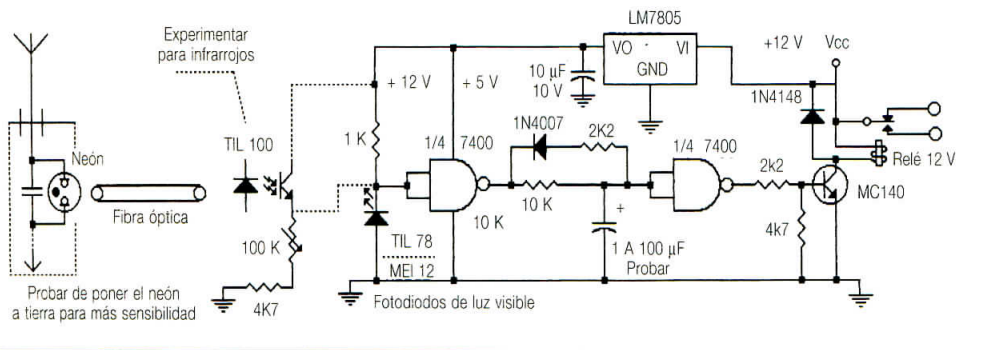 LM7805
Experimentar
para infrarrojos
VO
VI
GND
+12 V
Vcc
+ 12 V
+ 5 V
10 µF
10 V
1N4148
1N4007
2K2
TIL 100
1 K
1/4 7400
1/4 7400
Relé 12 V
Neón
2k2
MC140
Fibra óptica
10 K
10 K
+
100 K
TIL 78
MEI 12
1 A 100 µF
Probar
4k7
Probar de poner el neón
a tierra para más sensibilidad
4K7
Fotodiodos de luz visible